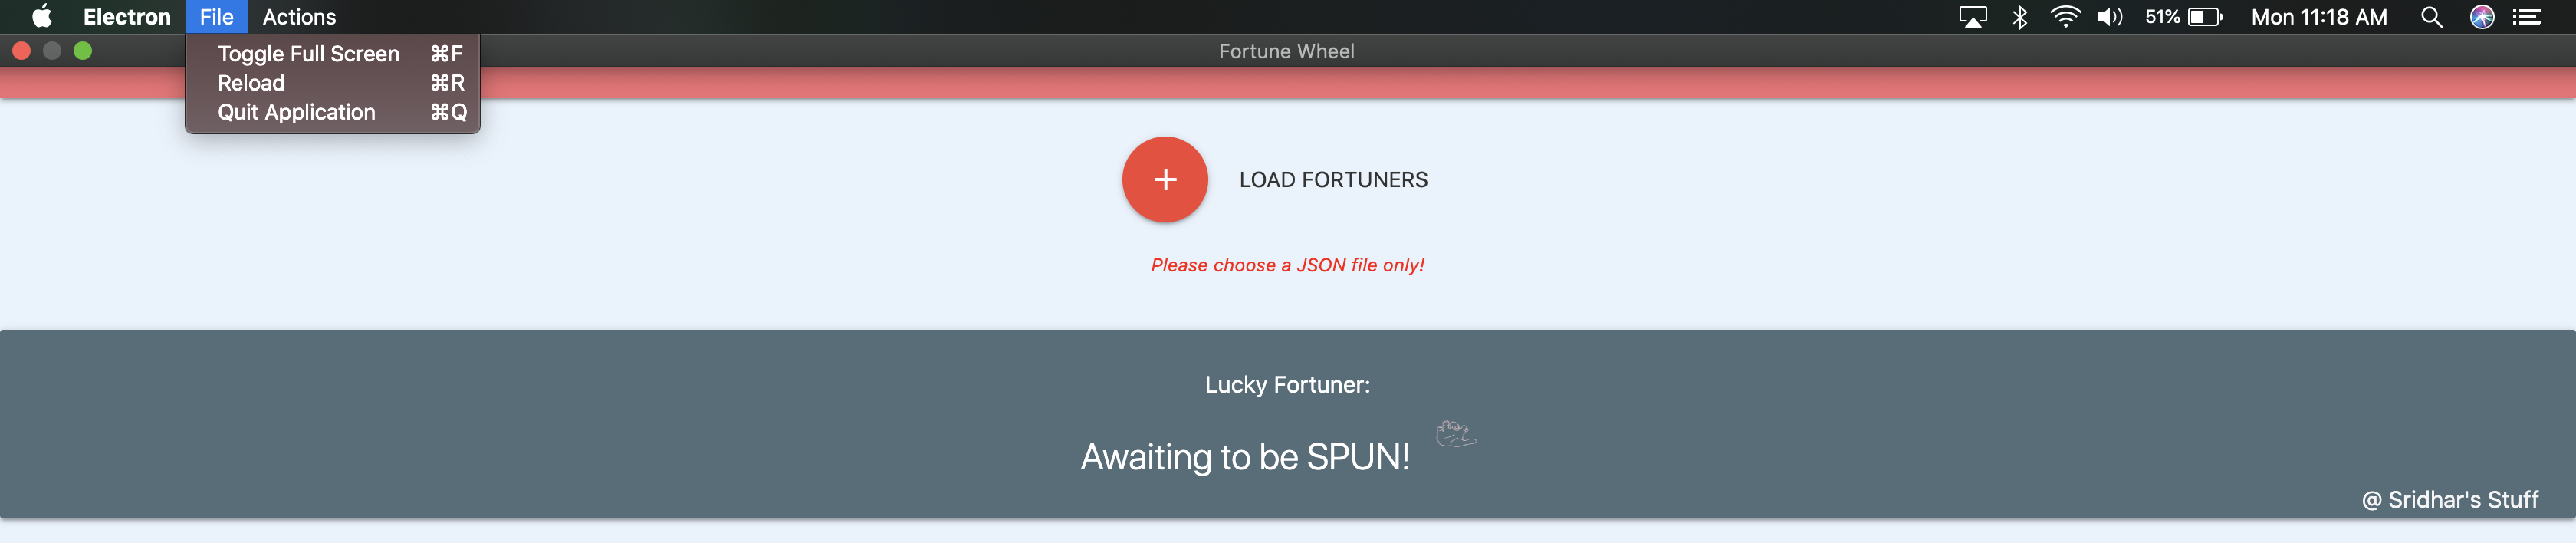 Electron File Actions 51% Mon 11:18 AM
Fortune Wheel
Toggle Full Screen ⌘F
Reload ⌘R
Quit Application ⌘Q
LOAD FORTUNERS
Please choose a JSON file only!
Lucky Fortuner:
Awaiting to be SPUN!
@ Sridhar's Stuff